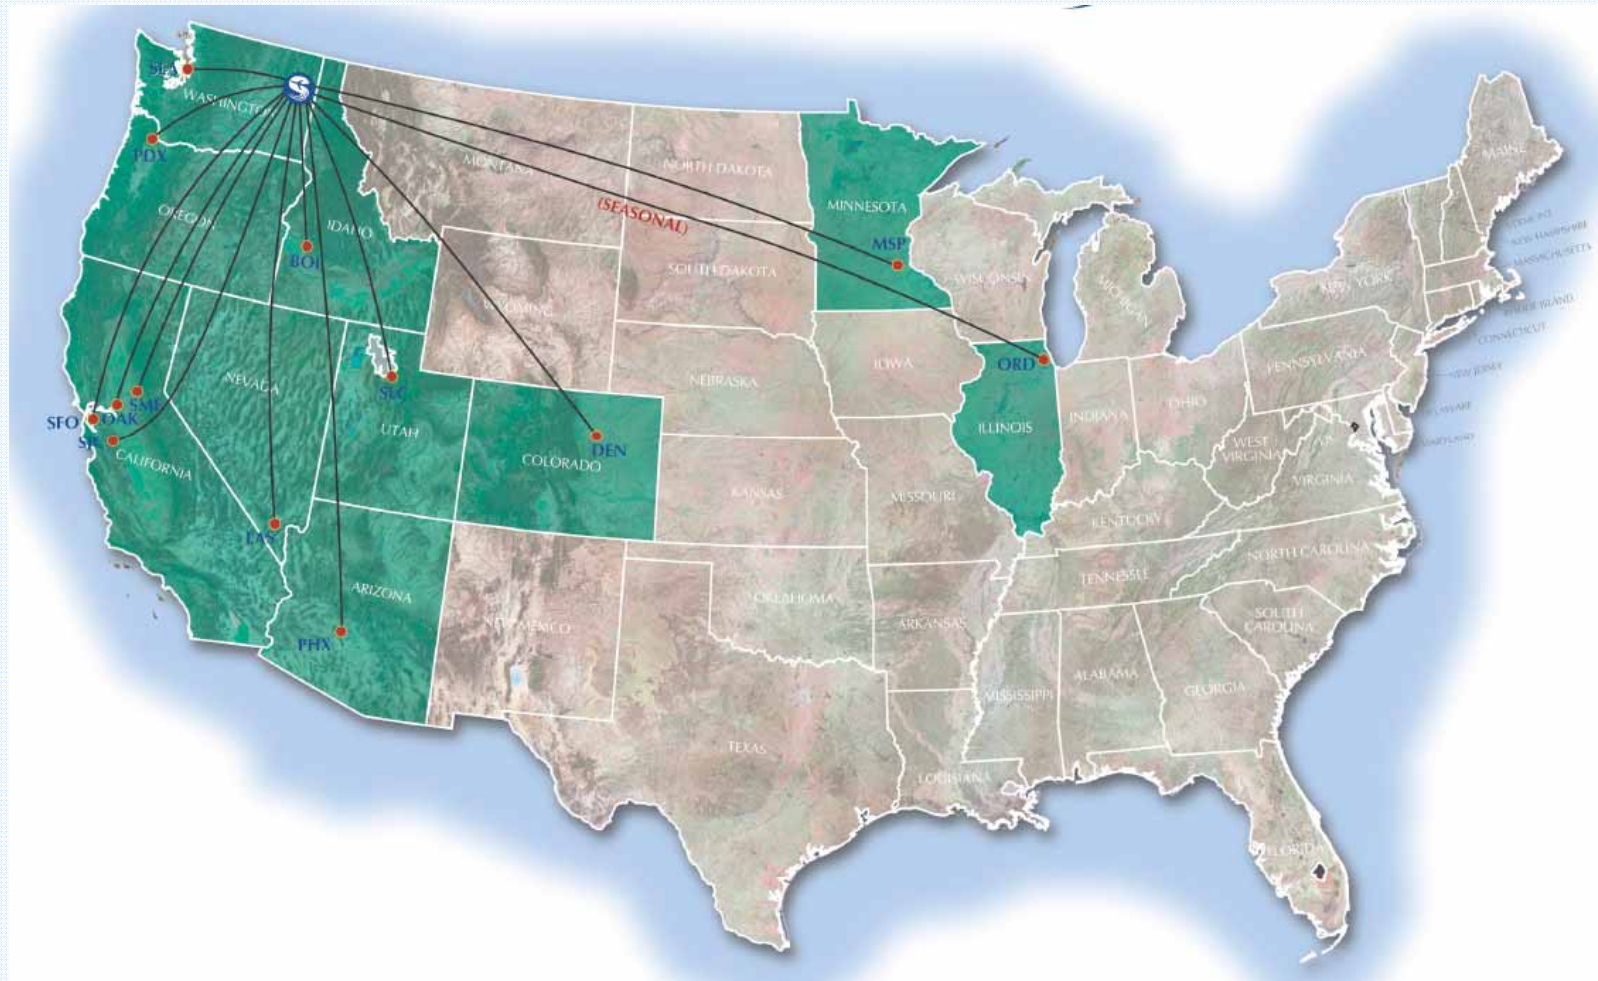 SEA
WASHINGTON
PDX
OREGON
IDAHO
BOI
MONTANA
NORTH DAKOTA
(SEASONAL)
MINNESOTA
MSP
SOUTH DAKOTA
WYOMING
WISCONSIN
MICHIGAN
MAINE
VERMONT
NEW HAMPSHIRE
MASSACHUSETTS
RHODE ISLAND
CONNECTICUT
NEW YORK
PENNSYLVANIA
NEW JERSEY
DELAWARE
MARYLAND
NEVADA
SLC
UTAH
SMF
OAK
SFO
CALIFORNIA
LAS
ARIZONA
PHX
DEN
COLORADO
NEBRASKA
IOWA
ORD
ILLINOIS
INDIANA
OHIO
WEST
VIRGINIA
VIRGINIA
KANSAS
MISSOURI
KENTUCKY
NORTH CAROLINA
TENNESSEE
NEW MEXICO
OKLAHOMA
ARKANSAS
SOUTH
CAROLINA
MISSISSIPPI
ALABAMA
GEORGIA
TEXAS
LOUISIANA
FLORIDA